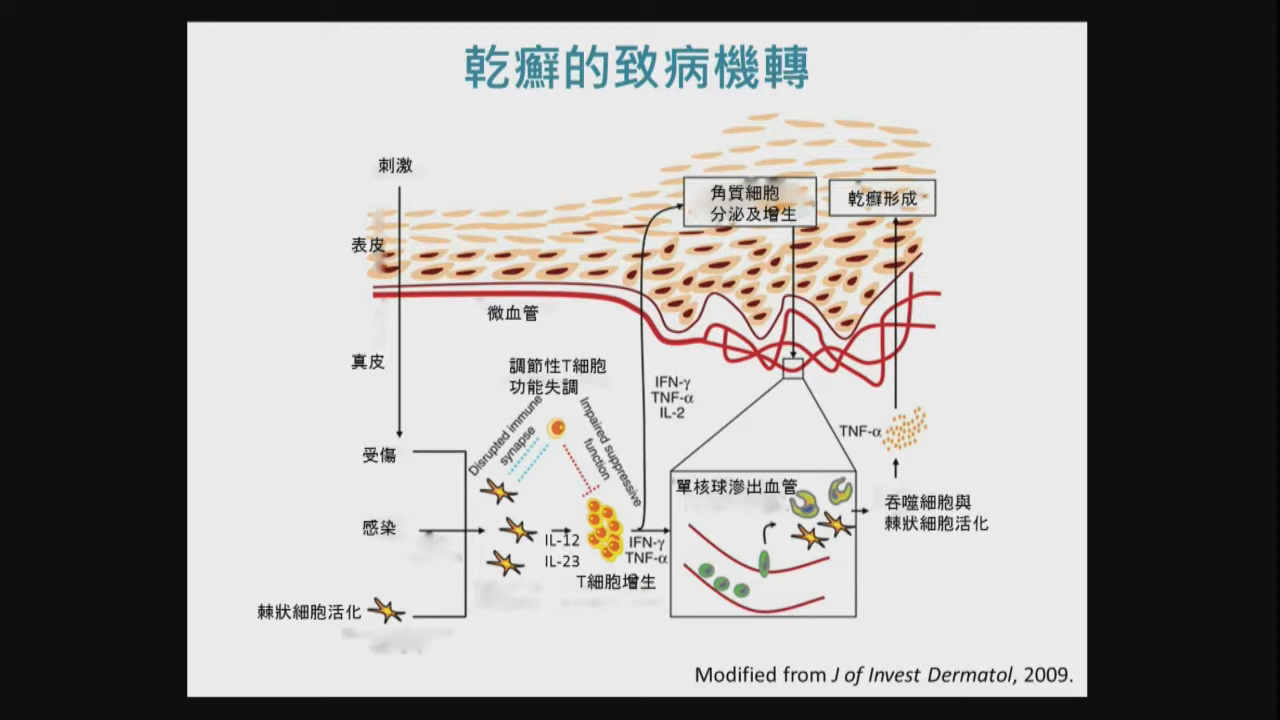 乾癬的致病機轉
刺激
角質細胞
分泌及增生
乾癬形成
表皮
微血管
真皮
調節性T細胞
功能失調
IFN-γ
TNF-α
IL-2
Disrupted immune
synapse
Impaired suppressive
function
TNF-α
受傷
單核球滲出血管
吞噬細胞與
棘狀細胞活化
感染
IL-12
IL-23
IFN-γ
TNF-α
T細胞增生
棘狀細胞活化
Modified from J of Invest Dermatol, 2009.